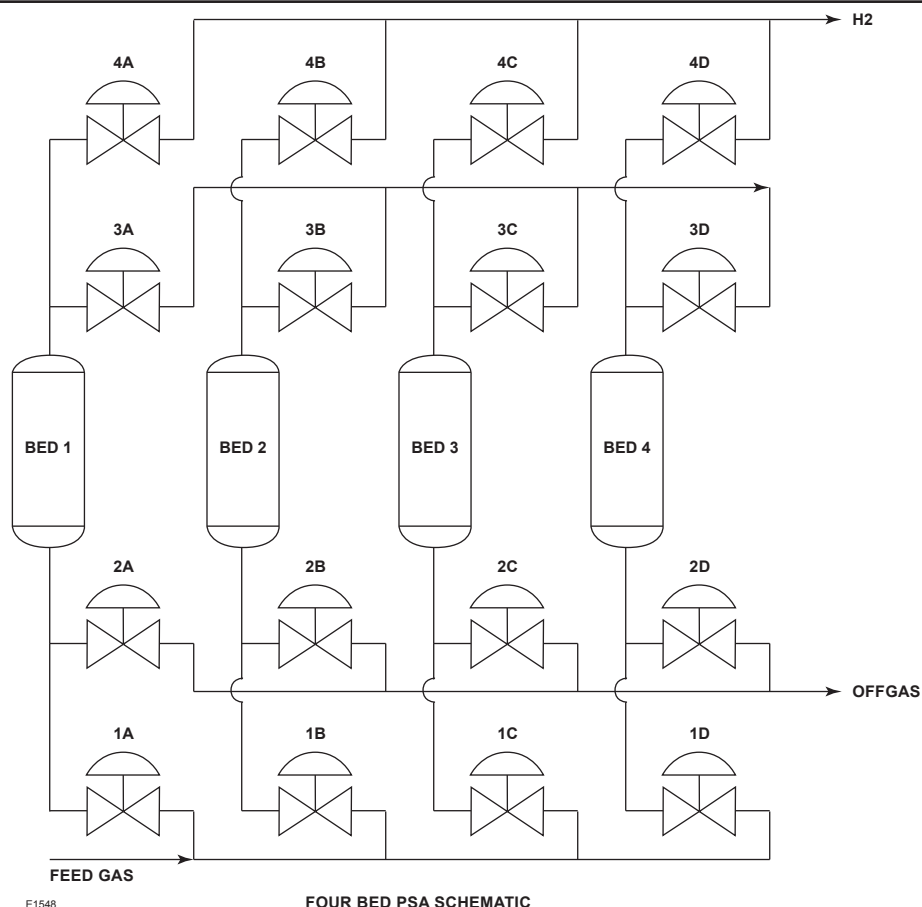 H2
4A 4B 4C 4D
3A 3B 3C 3D
BED 1 BED 2 BED 3 BED 4
2A 2B 2C 2D
OFFGAS
1A 1B 1C 1D
FEED GAS
F1548
FOUR BED PSA SCHEMATIC